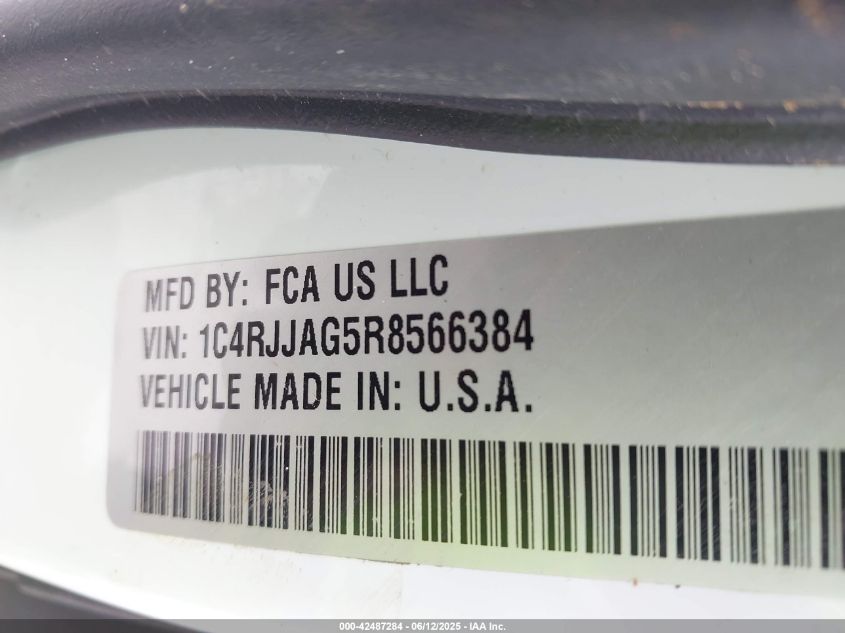 MFD BY: FCA US LLC
VIN: 1C4RJJAG5R8566384
VEHICLE MADE IN: U.S.A.
000-42487284 - 06/12/2025 - IAA Inc.